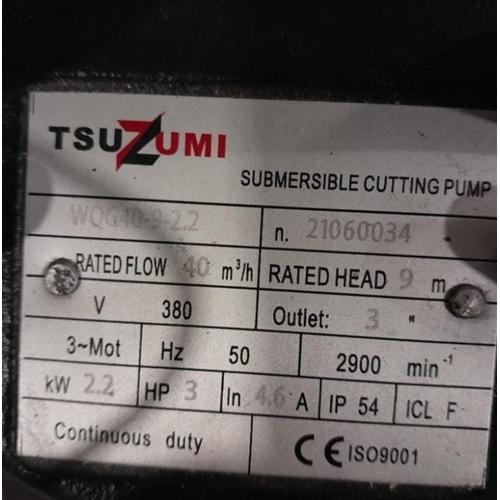 TSUZUMI
SUBMERSIBLE CUTTING PUMP
WQG40-9-2.2 n. 21060034
RATED FLOW 40 m³/h RATED HEAD 9 m
V 380 Outlet: 3 "
3~Mot Hz 50 2900 min⁻¹
kW 2.2 HP 3 In 4.6 A IP 54 ICL F
Continuous duty CE ISO9001